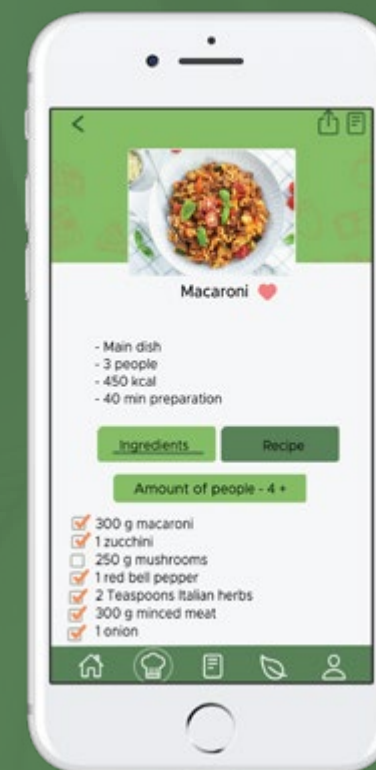 Macaroni
- Main dish
- 3 people
- 450 kcal
- 40 min preparation
Ingredients
Recipe
Amount of people - 4 +
300 g macaroni
1 zucchini
250 g mushrooms
1 red bell pepper
2 Teaspoons Italian herbs
300 g minced meat
1 onion